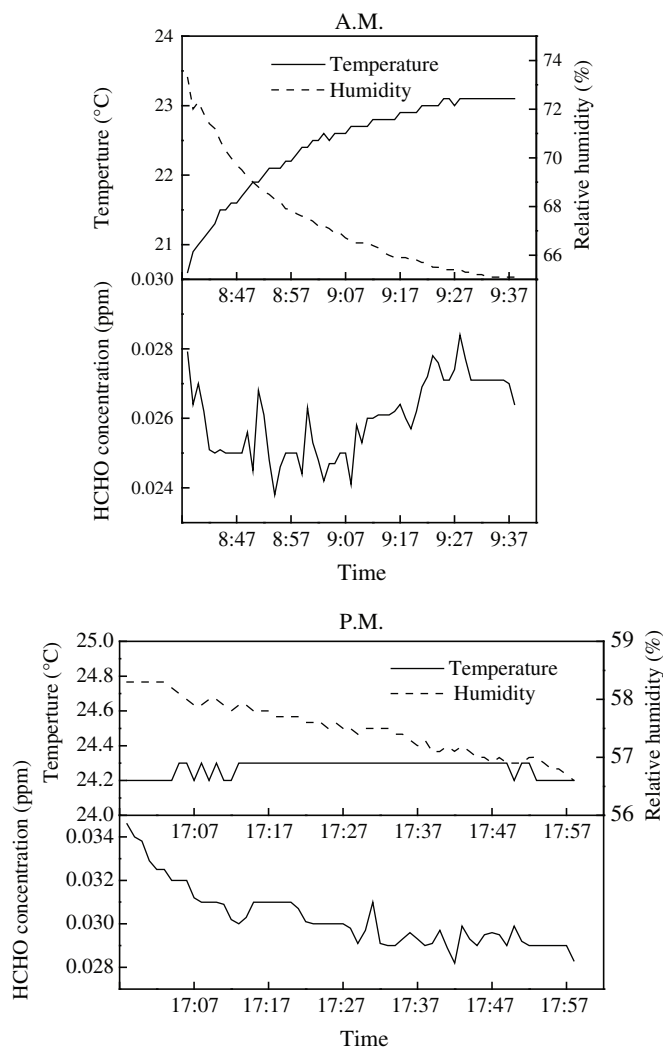 A.M.
Temperture (°C)
24
23
22
21
Temperature
Humidity
74
72
70
68
66
Relative humidity (%)
8:47 8:57 9:07 9:17 9:27 9:37
HCHO concentration (ppm)
0.030
0.028
0.026
0.024
8:47 8:57 9:07 9:17 9:27 9:37
Time
P.M.
Temperture (°C)
25.0
24.8
24.6
24.4
24.2
24.0
Temperature
Humidity
59
58
57
56
Relative humidity (%)
17:07 17:17 17:27 17:37 17:47 17:57
HCHO concentration (ppm)
0.034
0.032
0.030
0.028
17:07 17:17 17:27 17:37 17:47 17:57
Time